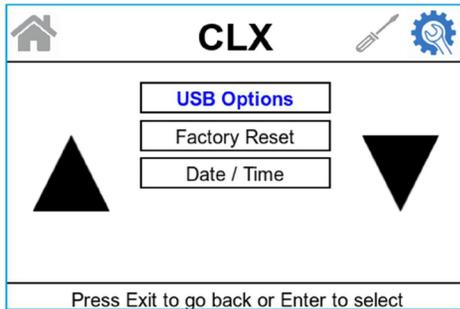 CLX
USB Options
Factory Reset
Date / Time
Press Exit to go back or Enter to select